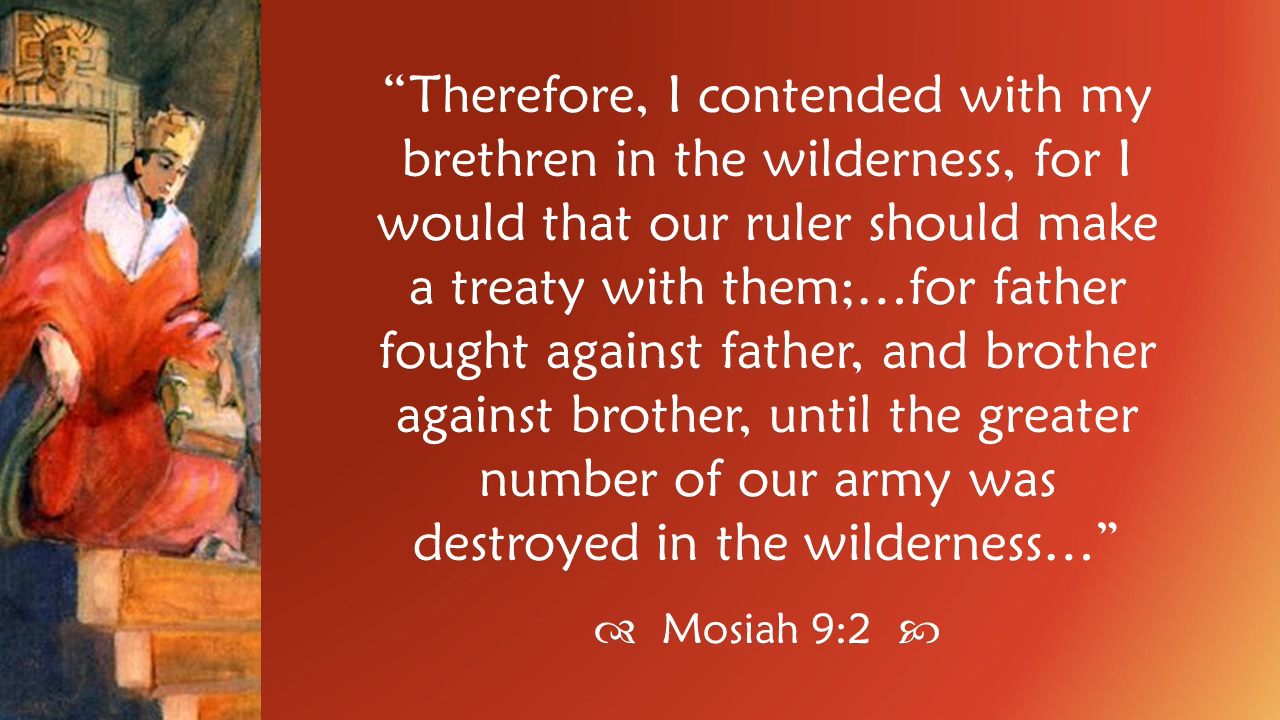 “Therefore, I contended with my
brethren in the wilderness, for I
would that our ruler should make
a treaty with them;...for father
fought against father, and brother
against brother, until the greater
number of our army was
destroyed in the wilderness...”
Mosiah 9:2